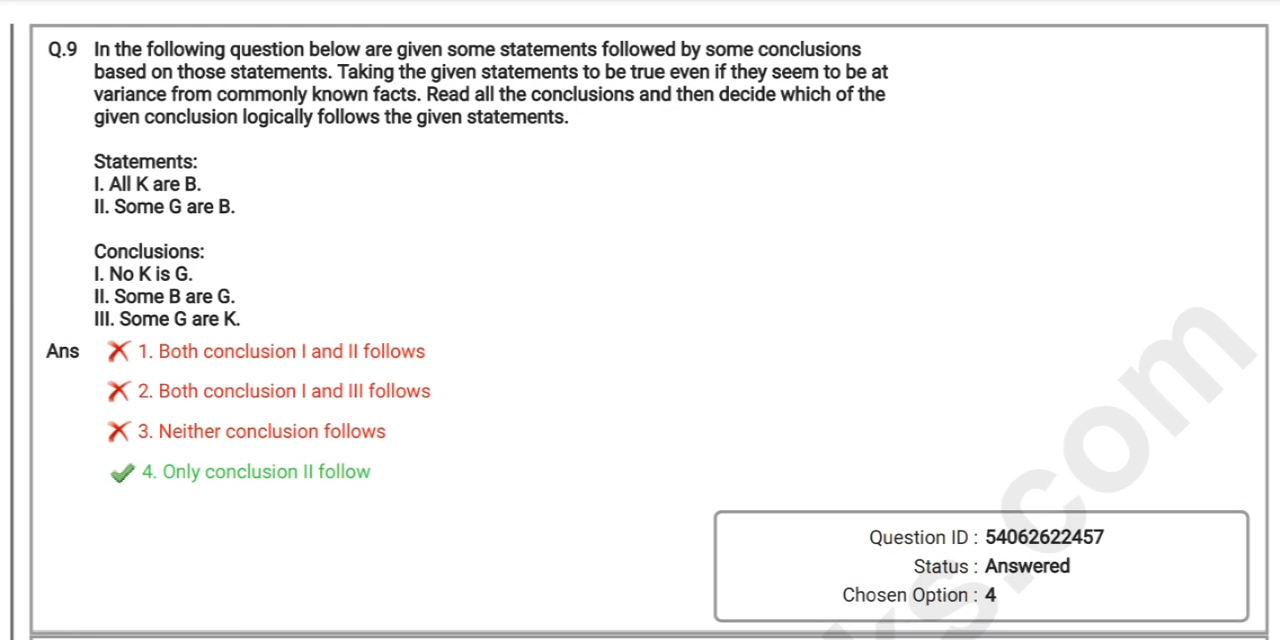 Q.9 In the following question below are given some statements followed by some conclusions
based on those statements. Taking the given statements to be true even if they seem to be at
variance from commonly known facts. Read all the conclusions and then decide which of the
given conclusion logically follows the given statements.
Statements:
I. All K are B.
II. Some G are B.
Conclusions:
I. No K is G.
II. Some B are G.
III. Some G are K.
Ans 1. Both conclusion I and II follows
2. Both conclusion I and III follows
3. Neither conclusion follows
4. Only conclusion II follow
Question ID : 54062622457
Status : Answered
Chosen Option : 4
ks.com